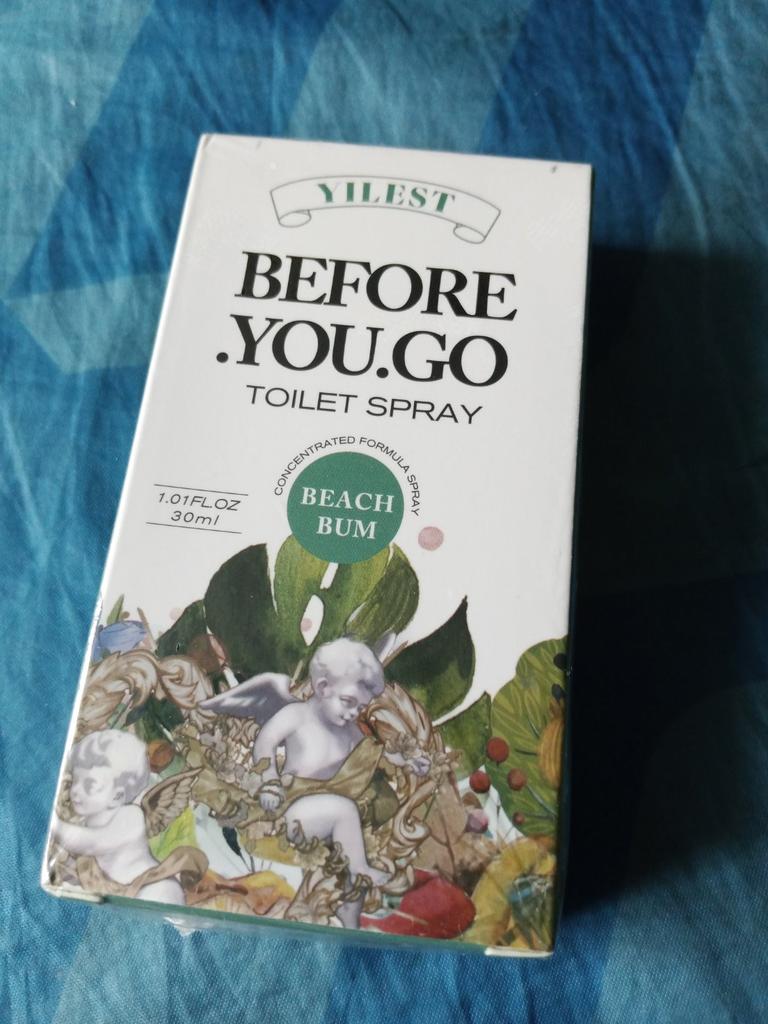 YILEST
BEFORE
.YOU.GO
TOILET SPRAY
CONCENTRATED FORMULA SPRAY
BEACH
BUM
1.01FL.OZ
30ml